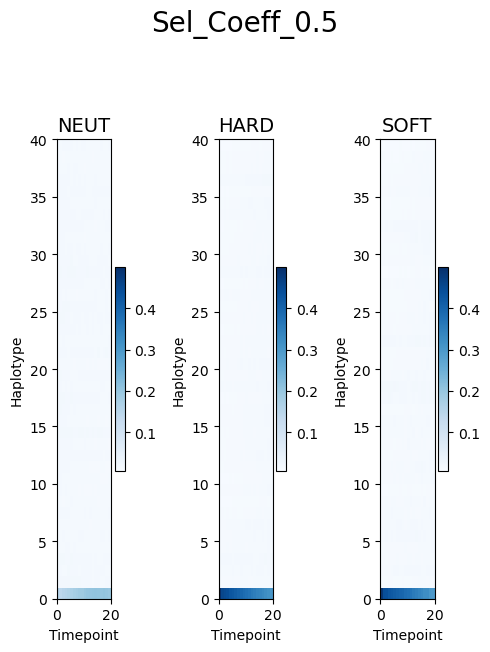 Sel_Coeff_0.5
NEUT HARD SOFT
40 40 40
35 35 35
30 30 30
25 25 25
20 20 20
15 15 15
10 10 10
5 5 5
0 0 0
Haplotype Haplotype Haplotype
0.4 0.4 0.4
0.3 0.3 0.3
0.2 0.2 0.2
0.1 0.1 0.1
0 20 0 20 0 20
Timepoint Timepoint Timepoint